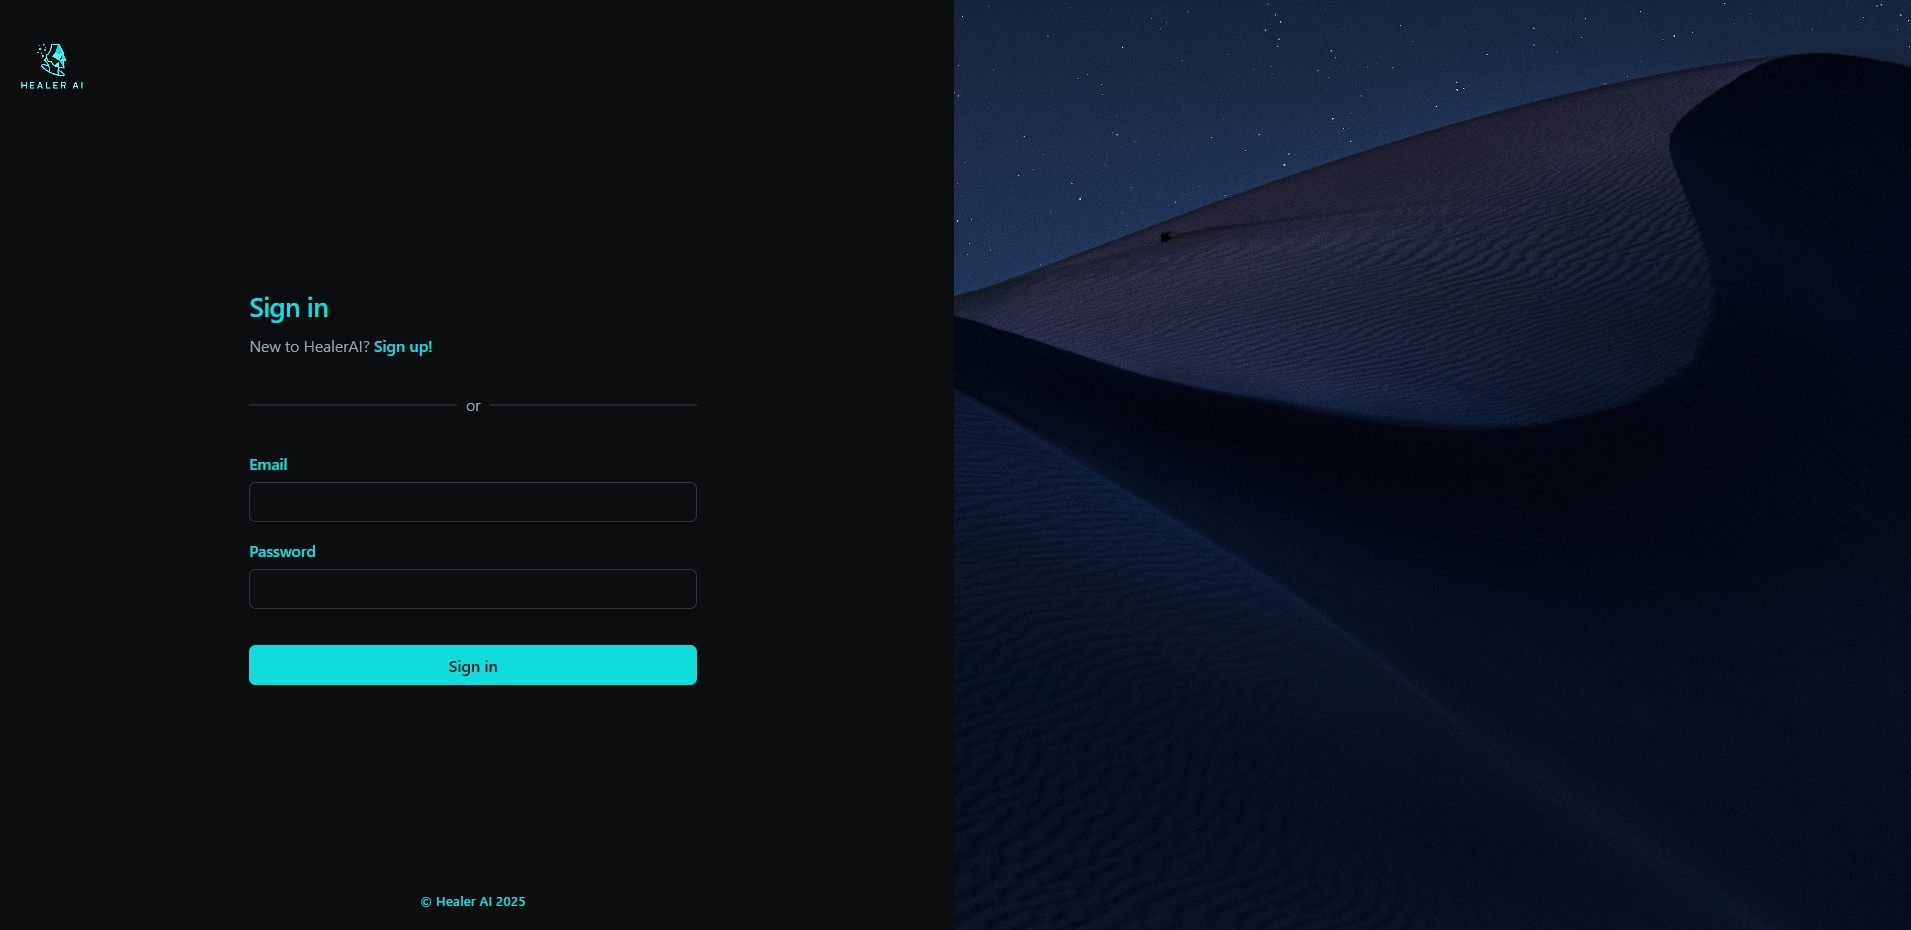 HEALER AI
Sign in
New to HealerAI? Sign up!
or
Email
Password
Sign in
© Healer AI 2025